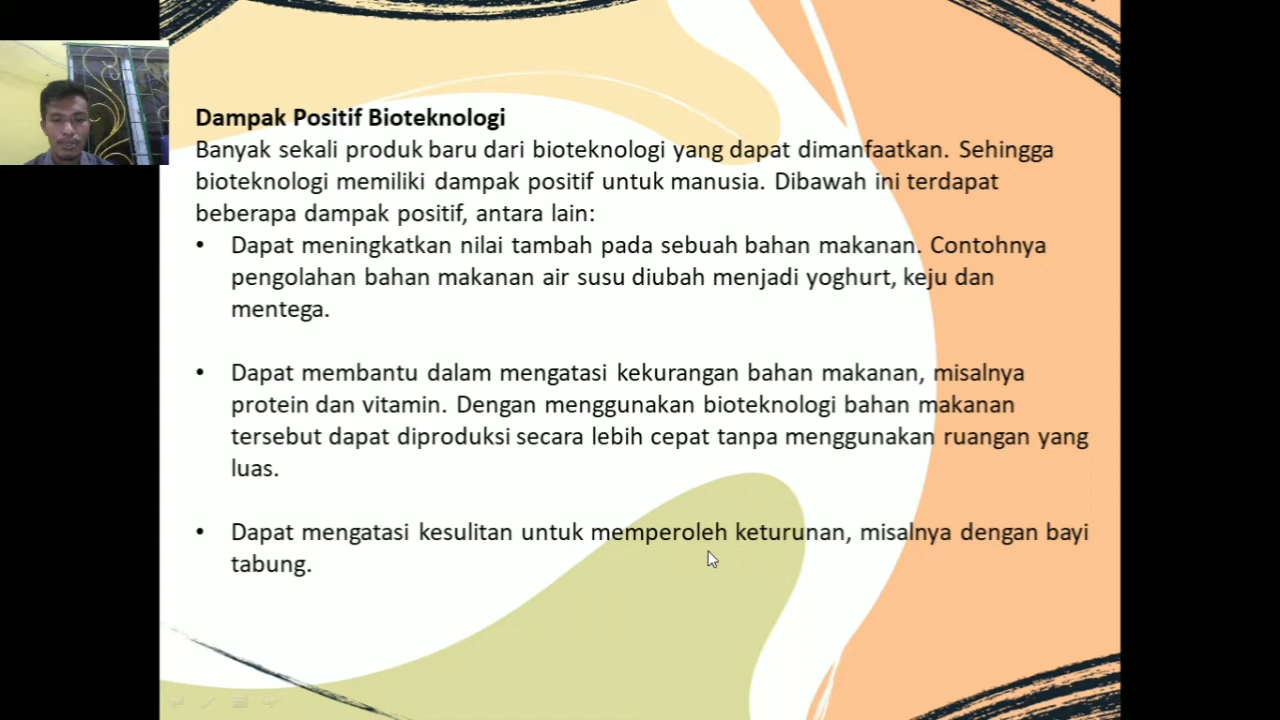 Dampak Positif Bioteknologi
Banyak sekali produk baru dari bioteknologi yang dapat dimanfaatkan. Sehingga
bioteknologi memiliki dampak positif untuk manusia. Dibawah ini terdapat
beberapa dampak positif, antara lain:
• Dapat meningkatkan nilai tambah pada sebuah bahan makanan. Contohnya
pengolahan bahan makanan air susu diubah menjadi yoghurt, keju dan
mentega.
• Dapat membantu dalam mengatasi kekurangan bahan makanan, misalnya
protein dan vitamin. Dengan menggunakan bioteknologi bahan makanan
tersebut dapat diproduksi secara lebih cepat tanpa menggunakan ruangan yang
luas.
• Dapat mengatasi kesulitan untuk memperoleh keturunan, misalnya dengan bayi
tabung.